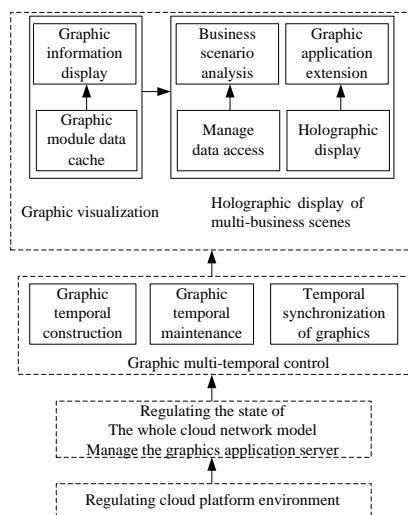 Graphic
information
display
Business
scenario
analysis
Graphic
application
extension
Graphic
module data
cache
Manage
data access
Holographic
display
Graphic visualization
Holographic display of
multi-business scenes
Graphic
temporal
construction
Graphic
temporal
maintenance
Temporal
synchronization
of graphics
Graphic multi-temporal control
Regulating the state of
The whole cloud network model
Manage the graphics application server
Regulating cloud platform environment